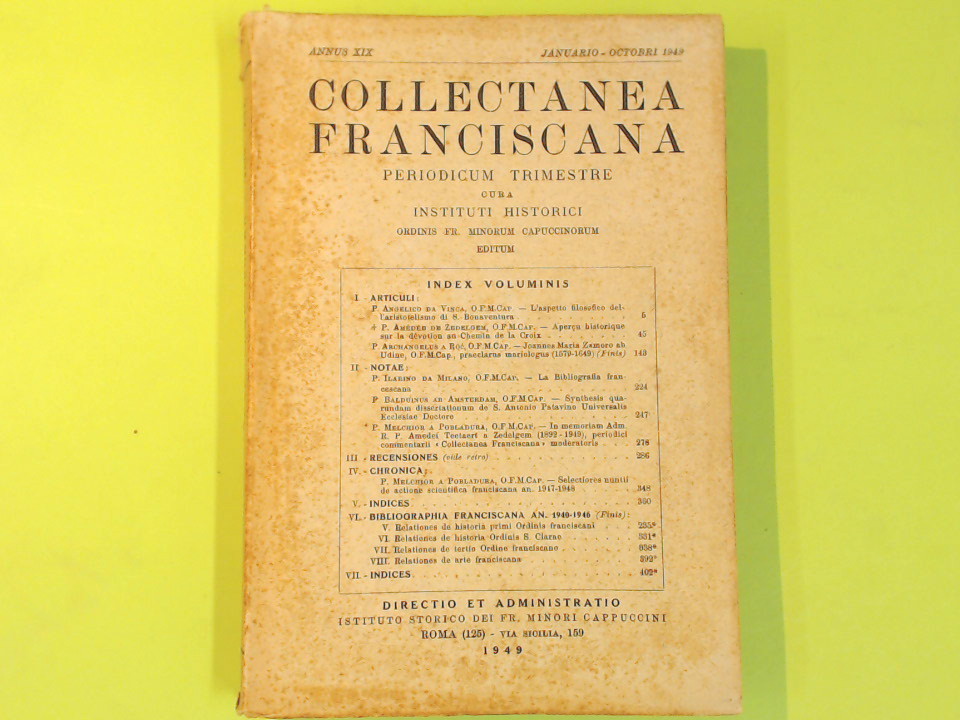 ANNUS XIX JANUARIO - OCTOBRI 1949
COLLECTANEA
FRANCISCANA
PERIODICUM TRIMESTRE
CURA
INSTITUTI HISTORICI
ORDINIS FR. MINORUM CAPUCCINORUM
EDITUM
INDEX VOLUMINIS
I. - ARTICULI:
P. ANGELICO DA VINCA, O.F.M.CAP. — L'aspetto filosofico del-
l'aristotelismo di S. Bonaventura . . . . . . . 5
† P. AMÉDÉE DE ZEDELGEM, O.F.M.CAP. — Aperçu historique
sur la dévotion au Chemin de la Croix . . . . . 45
P. ARCHANGELUS A ROČ, O.F.M.CAP. — Joannes Maria Zamoro ab
Udine, O.F.M.Cap., praeclarus mariologus (1579-1649) (Finis) 143
II. - NOTAE:
P. ILARINO DA MILANO, O.F.M.CAP. — La Bibliografia fran-
cescana . . . . . . . 224
P. BALDUINUS AB AMSTERDAM, O.F.M.CAP. — Synthesis qua-
rundam dissertationum de S. Antonio Patavino Universalis
Ecclesiae Doctore . . . . . . . 247
P. MELCHIOR A POBLADURA, O.F.M.CAP. — In memoriam Adm.
R. P. Amedei Teetaert a Zedelgem (1892-1949), periodici
commentarii « Collectanea Franciscana » moderatoris . . 278
III. - RECENSIONES (vide retro) . . . . . . . 286
IV. - CHRONICA:
P. MELCHIOR A POBLADURA, O.F.M.CAP. — Selectiores nuntii
de actione scientifica franciscana an. 1947-1948 . . . . 348
V. - INDICES . . . . . . . 360
VI. - BIBLIOGRAPHIA FRANCISCANA AN. 1940-1946 (Finis):
V. Relationes de historia primi Ordinis franciscani . . . 235*
VI. Relationes de historia Ordinis S. Clarae . . . . . 331*
VII. Relationes de tertio Ordine franciscano . . . . . 358*
VIII. Relationes de arte franciscana . . . . . . . 392*
VII. - INDICES . . . . . . . 402*
DIRECTIO ET ADMINISTRATIO
ISTITUTO STORICO DEI FR. MINORI CAPPUCCINI
ROMA (125) - VIA SICILIA, 159
1949